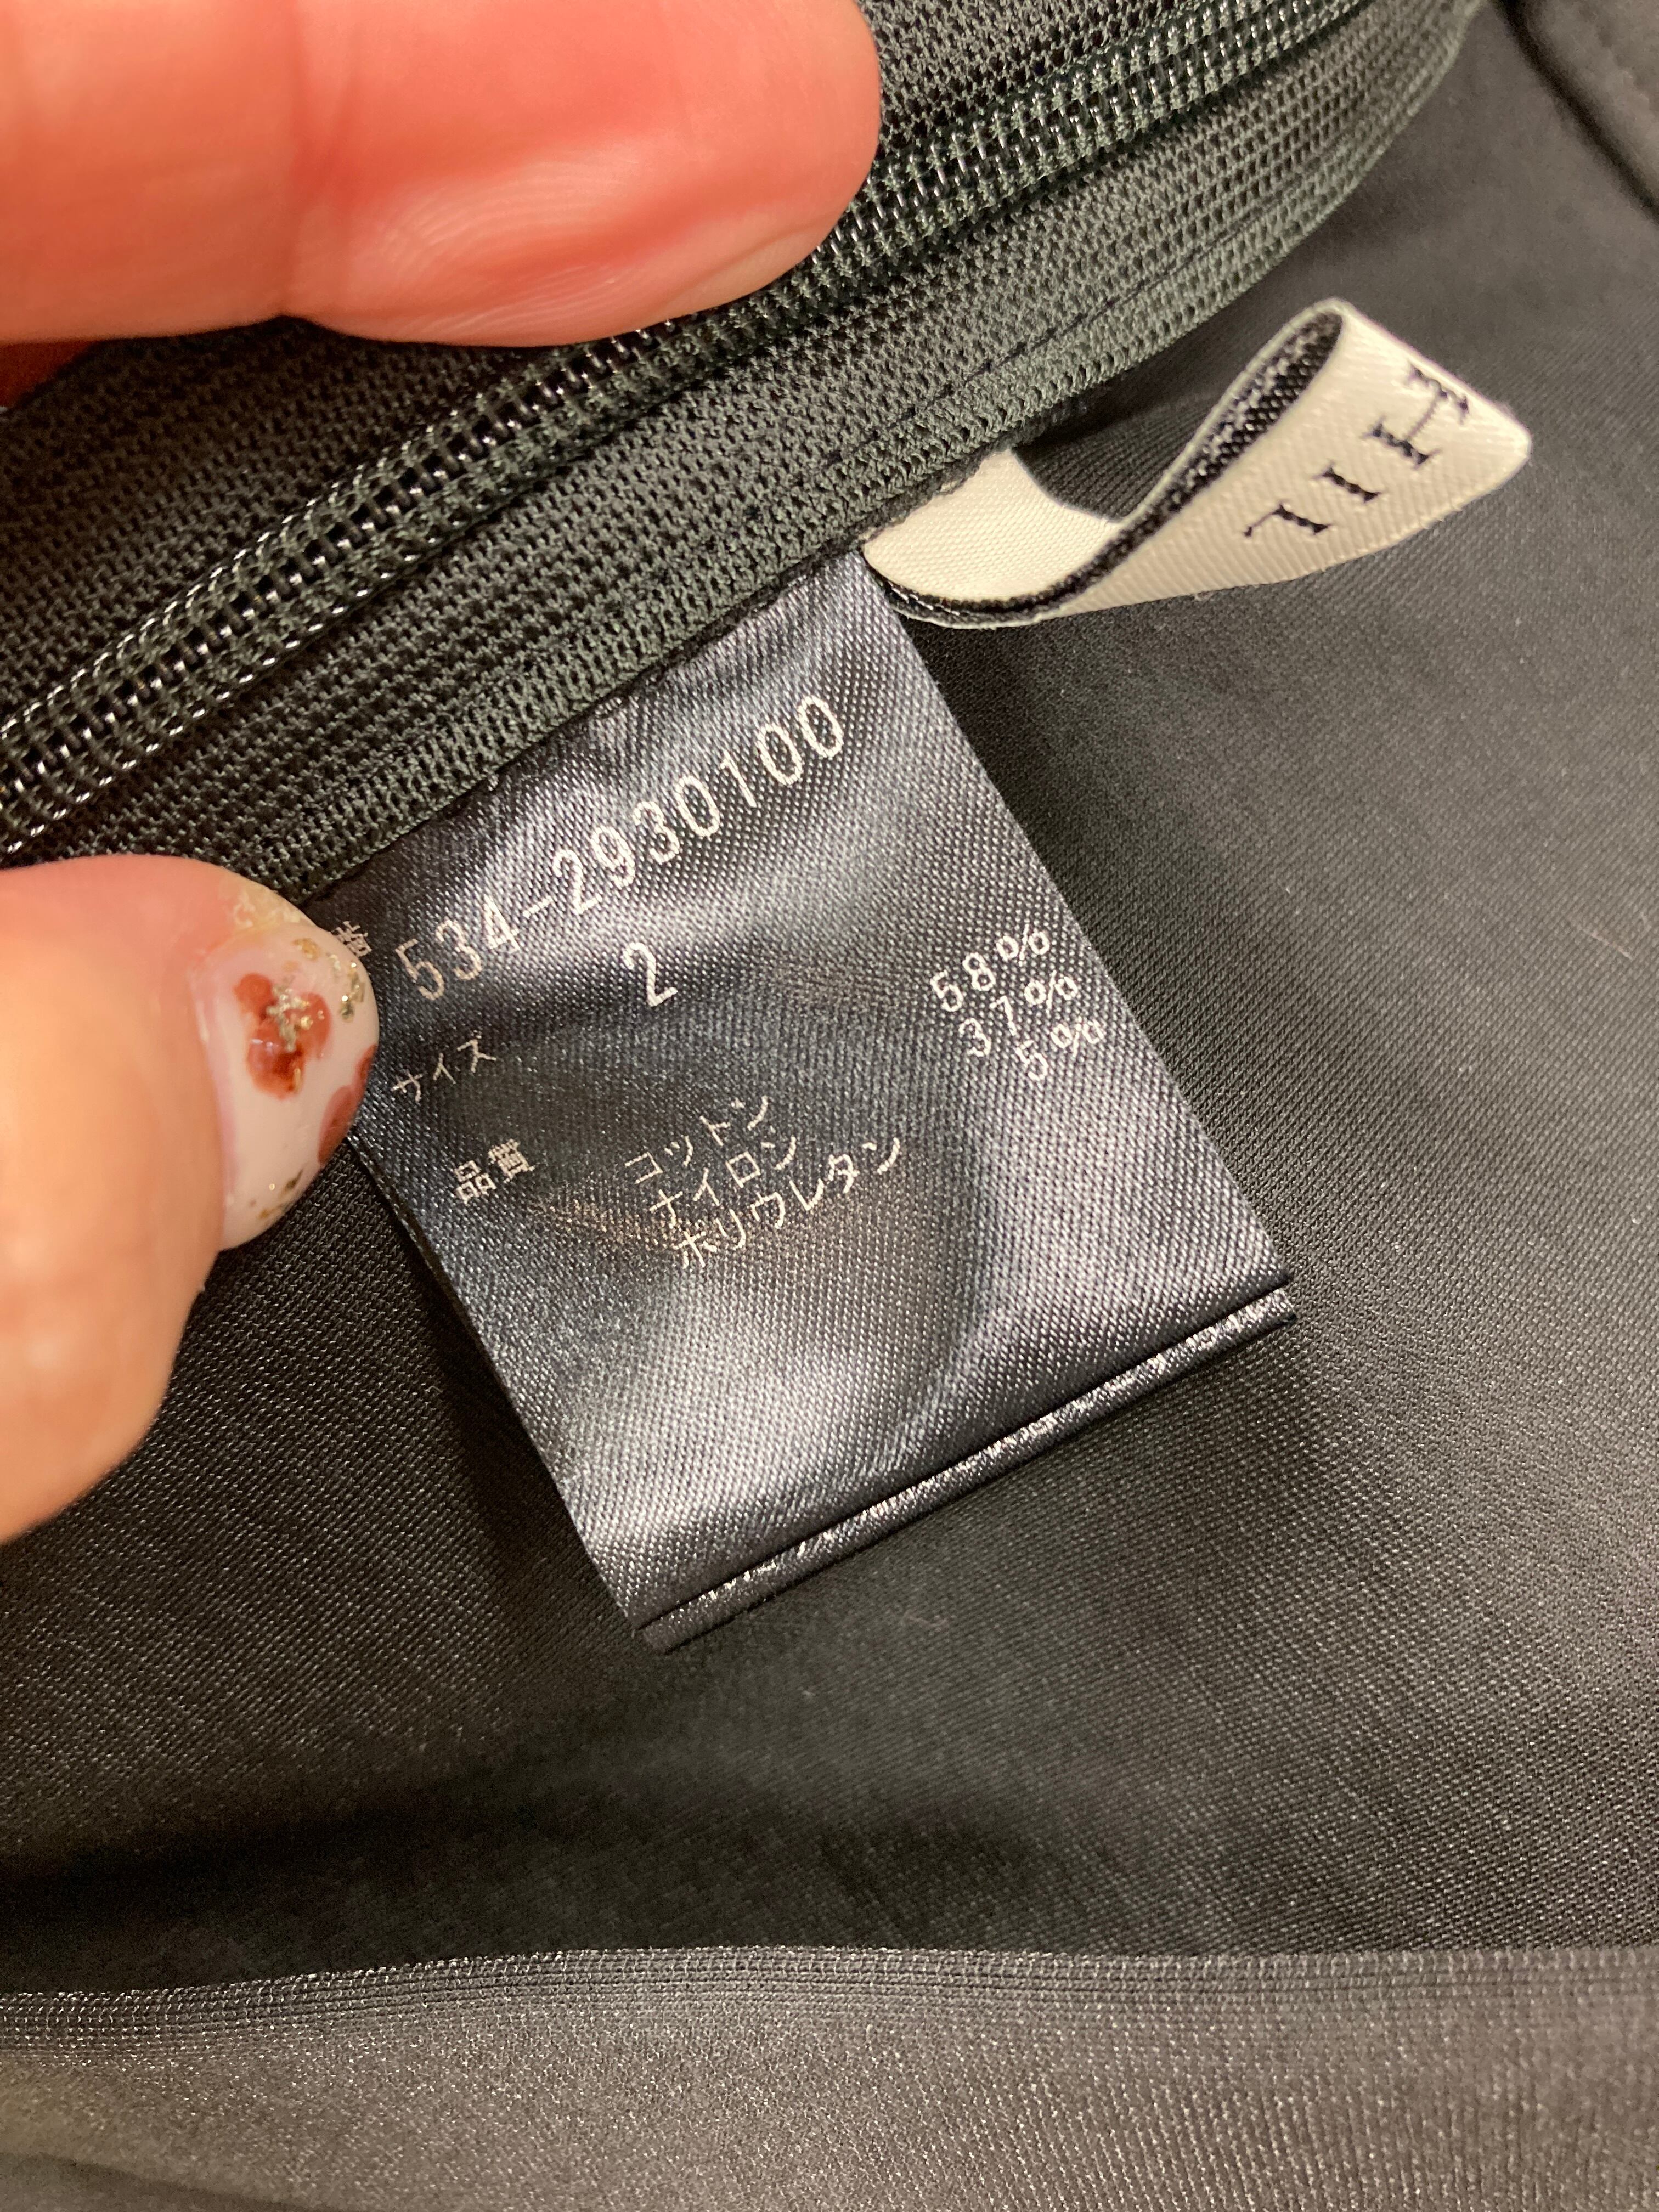 534-2930100
サイズ 2
品質
コットン 58%
ナイロン 37%
ポリウレタン 5%